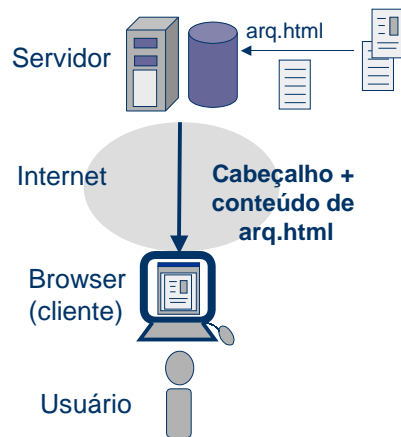 arq.html
Servidor
Internet
Cabeçalho +
conteúdo de
arq.html
Browser
(cliente)
Usuário